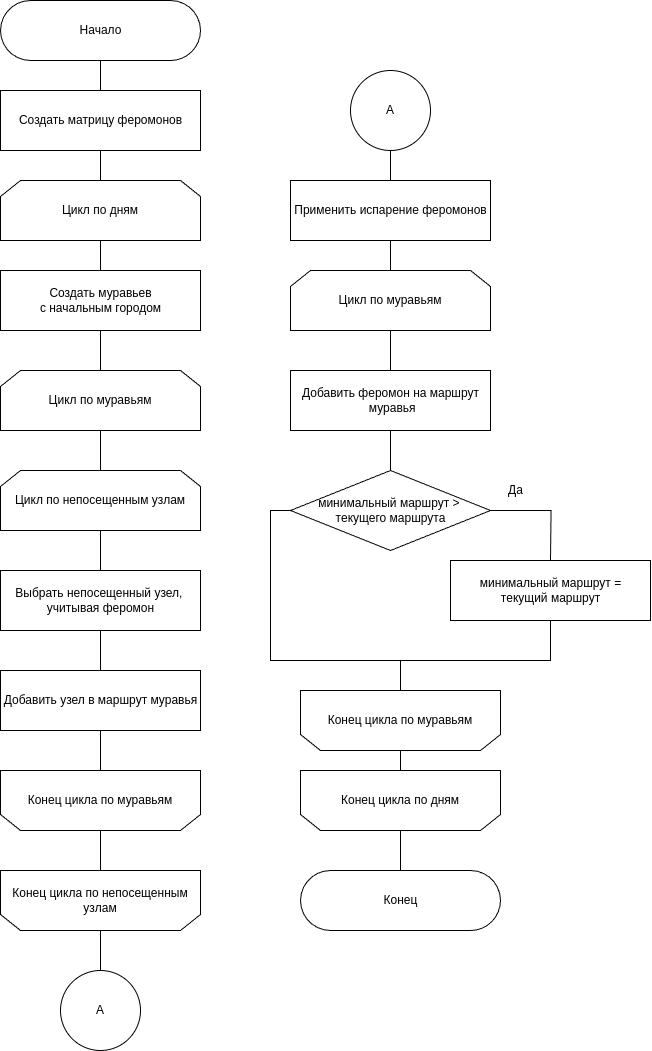 Начало
Создать матрицу феромонов
Цикл по дням
Создать муравьев
с начальным городом
Цикл по муравьям
Цикл по непосещенным узлам
Выбрать непосещенный узел,
учитывая феромон
Добавить узел в маршрут муравья
Конец цикла по муравьям
Конец цикла по непосещенным
узлам
А
А
Применить испарение феромонов
Цикл по муравьям
Добавить феромон на маршрут
муравья
минимальный маршрут >
текущего маршрута
Да
минимальный маршрут =
текущий маршрут
Конец цикла по муравьям
Конец цикла по дням
Конец